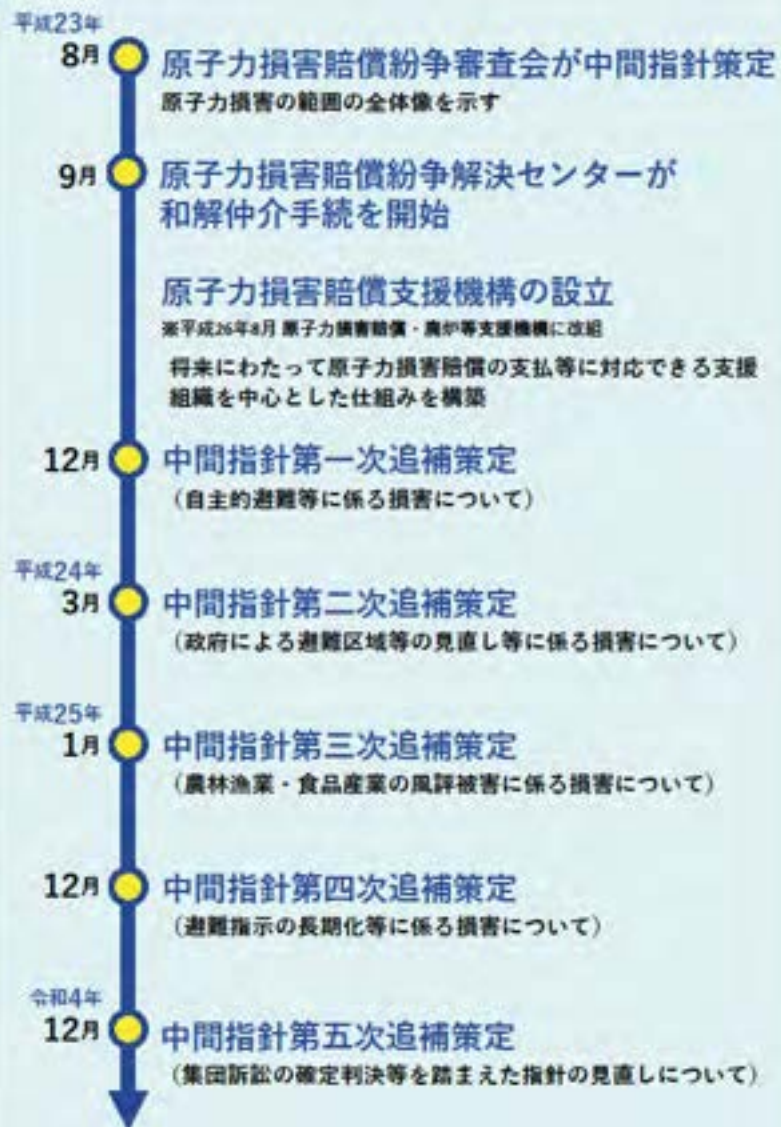 平成23年
8月
原子力損害賠償紛争審査会が中間指針策定
原子力損害の範囲の全体像を示す
9月
原子力損害賠償紛争解決センターが
和解仲介手続を開始
原子力損害賠償支援機構の設立
※平成26年8月 原子力損害賠償・廃炉等支援機構に改組
将来にわたって原子力損害賠償の支払等に対応できる支援
組織を中心とした仕組みを構築
12月
中間指針第一次追補策定
（自主的避難等に係る損害について）
平成24年
3月
中間指針第二次追補策定
（政府による避難区域等の見直し等に係る損害について）
平成25年
1月
中間指針第三次追補策定
（農林漁業・食品産業の風評被害に係る損害について）
12月
中間指針第四次追補策定
（避難指示の長期化等に係る損害について）
令和4年
12月
中間指針第五次追補策定
（集団訴訟の確定判決等を踏まえた指針の見直しについて）